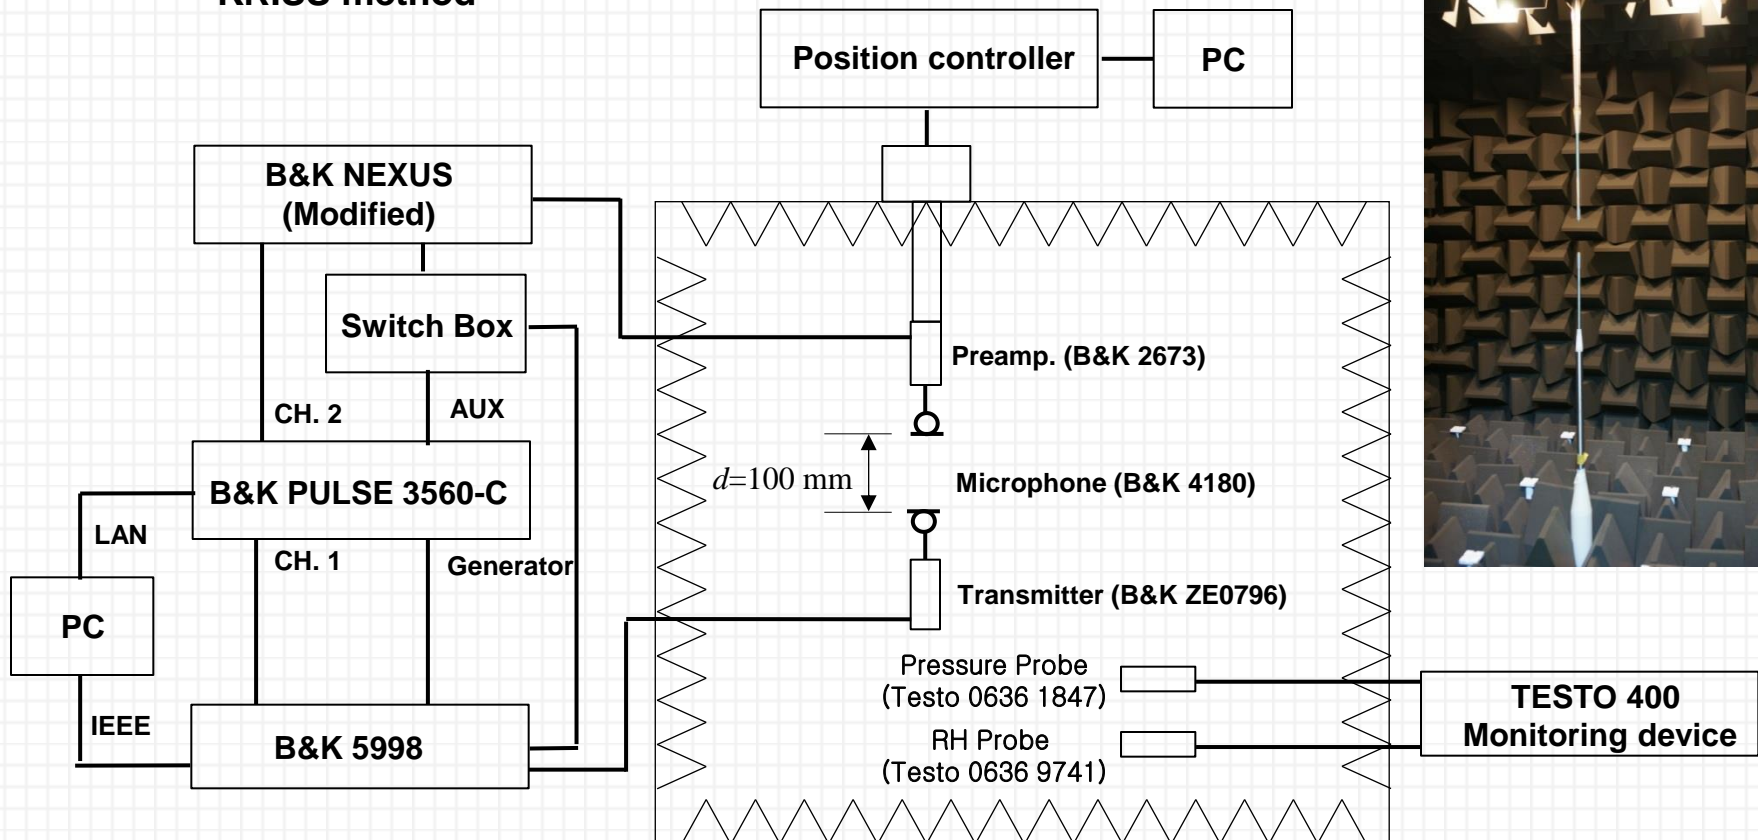 KRISS method
Position controller
PC
B&K NEXUS
(Modified)
Switch Box
Preamp. (B&K 2673)
CH. 2
AUX
d=100 mm
Microphone (B&K 4180)
B&K PULSE 3560-C
LAN
CH. 1
Generator
PC
Transmitter (B&K ZE0796)
Pressure Probe
(Testo 0636 1847)
TESTO 400
Monitoring device
IEEE
B&K 5998
RH Probe
(Testo 0636 9741)